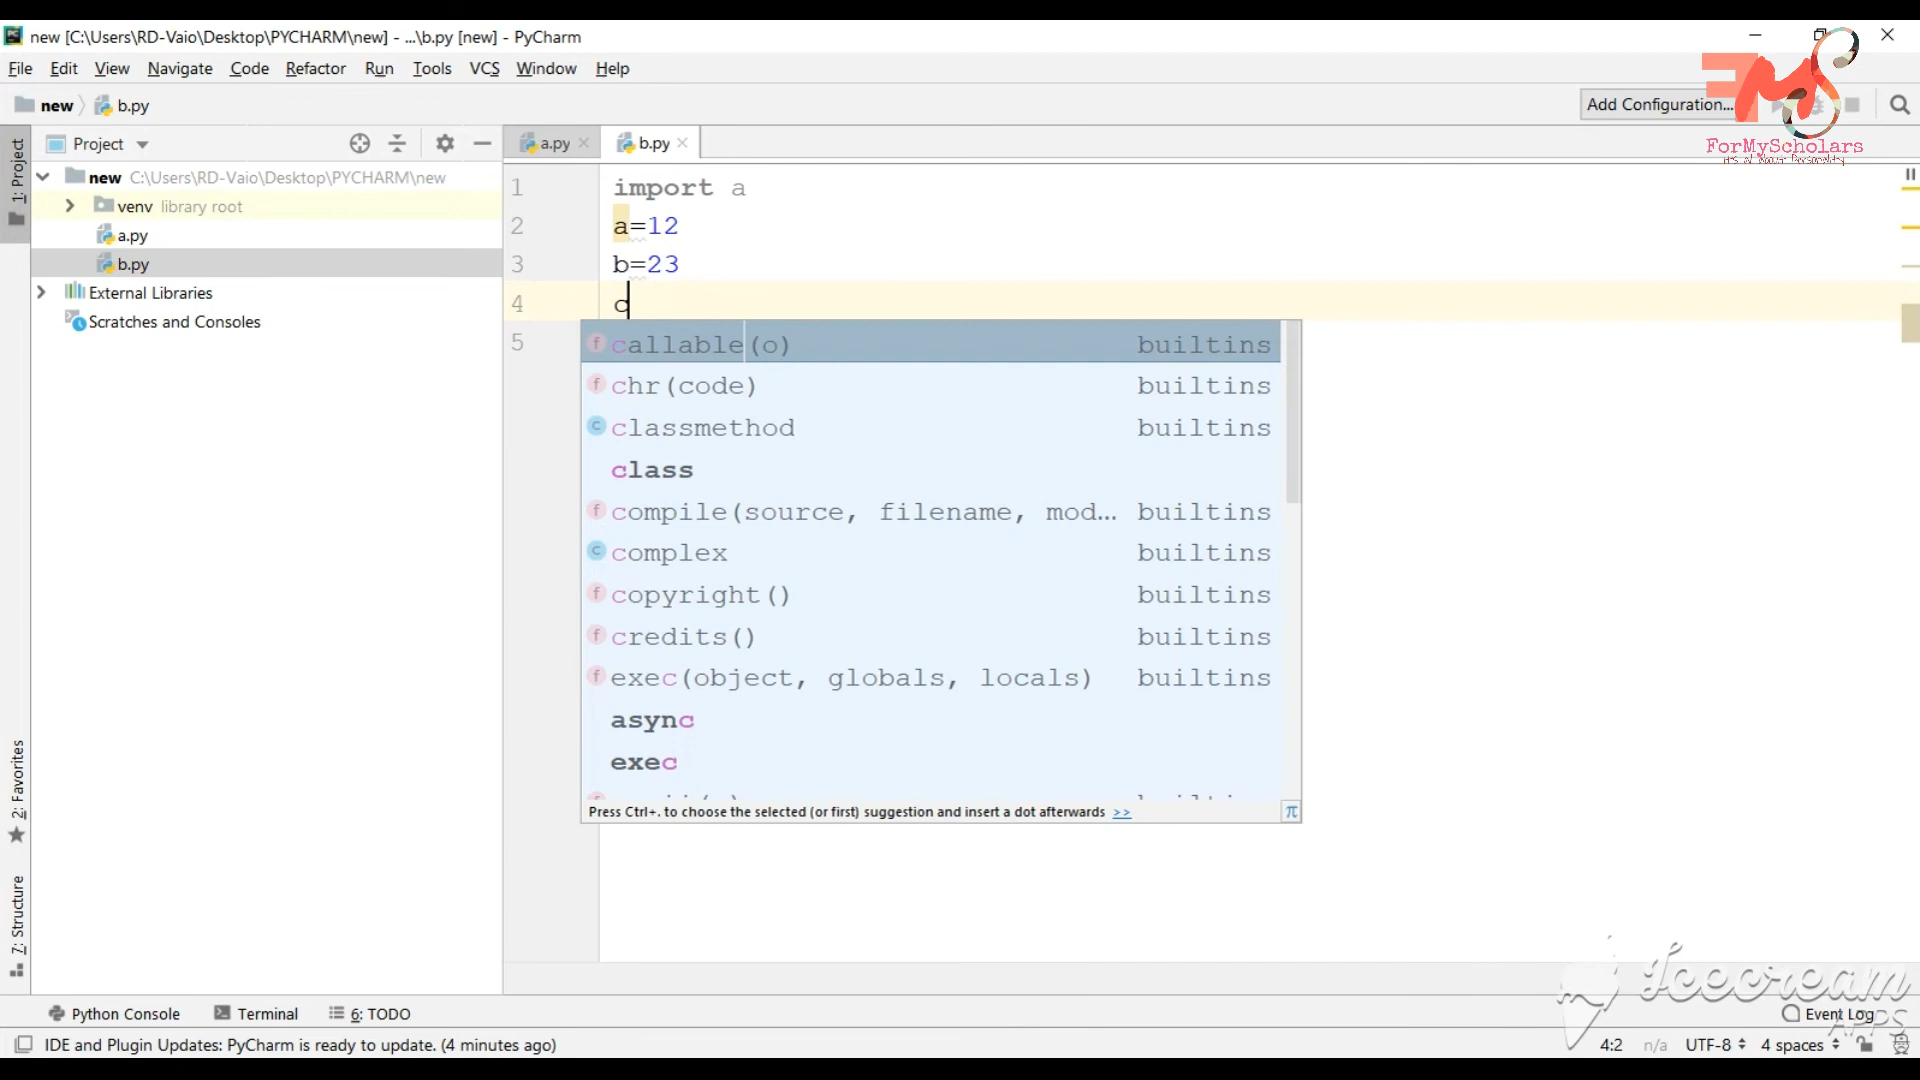 new [C:\Users\RD-Vaio\Desktop\PYCHARM\new] - ...\b.py [new] - PyCharm
File Edit View Navigate Code Refactor Run Tools VCS Window Help
new b.py
Add Configuration...
FMS
ForMyScholars
Project
a.py
b.py
1: Project
new C:\Users\RD-Vaio\Desktop\PYCHARM\new
venv library root
a.py
b.py
External Libraries
Scratches and Consoles
1 import a
2 a=12
3 b=23
4 c
5
callable(o) builtins
chr(code) builtins
classmethod builtins
class
compile(source, filename, mod... builtins
complex builtins
copyright() builtins
credits() builtins
exec(object, globals, locals) builtins
async
exec
Press Ctrl+. to choose the selected (or first) suggestion and insert a dot afterwards >>
π
2: Favorites
7: Structure
Icecream
APPS
Python Console Terminal 6: TODO
Event Log
IDE and Plugin Updates: PyCharm is ready to update. (4 minutes ago)
4:2 n/a UTF-8 4 spaces